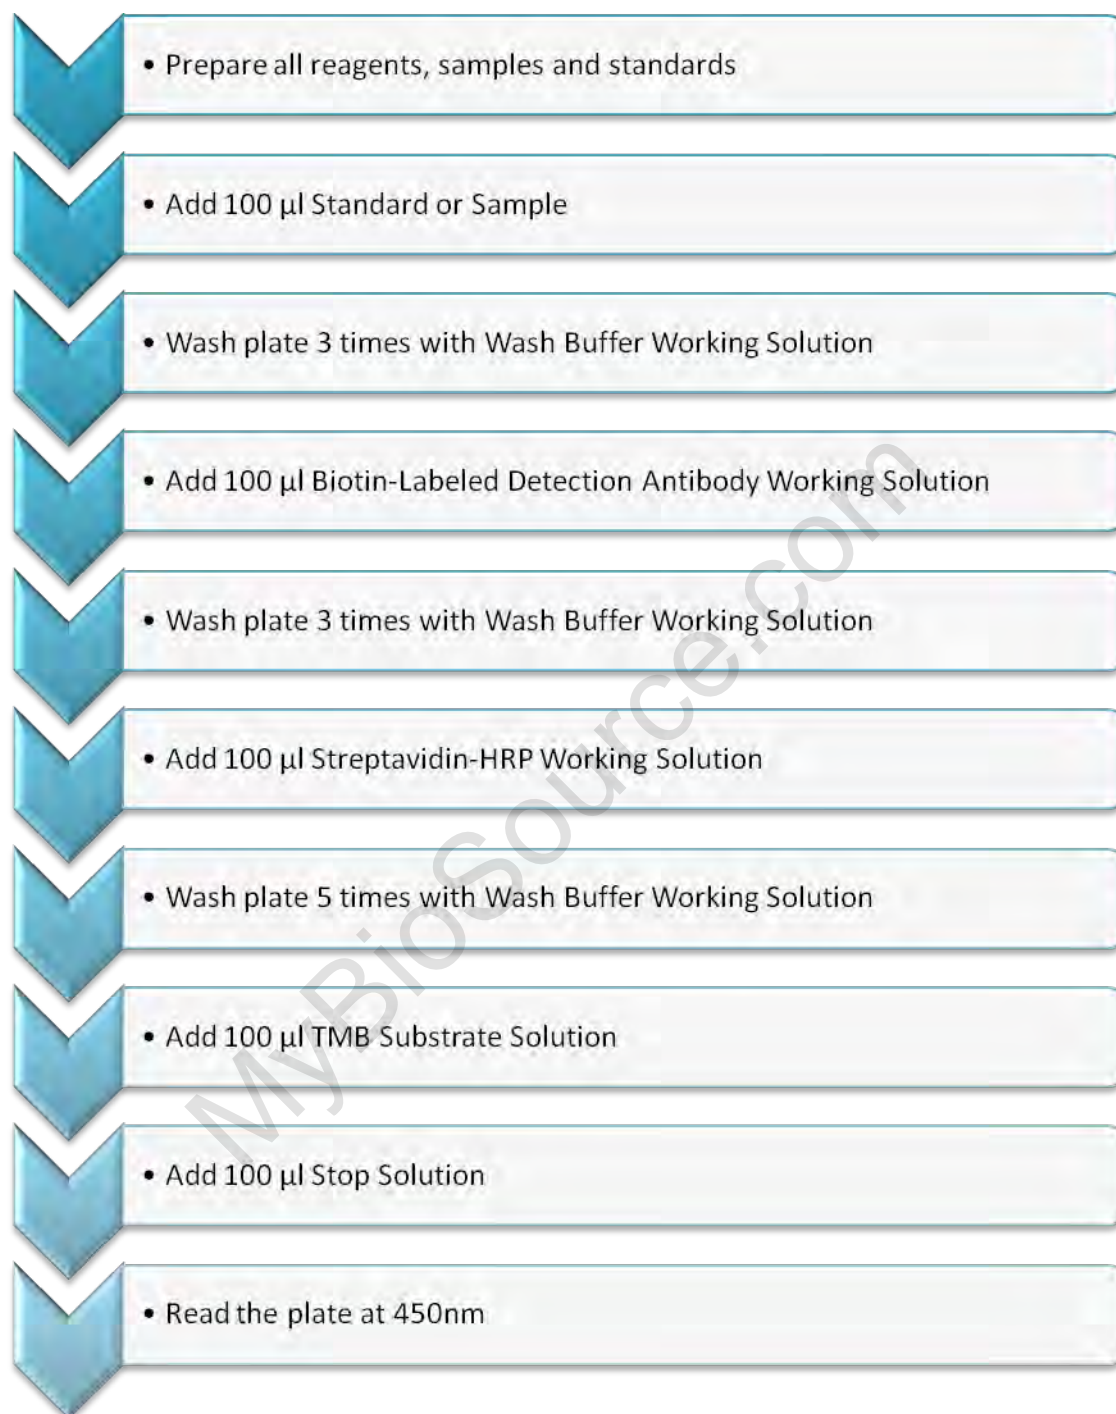 • Prepare all reagents, samples and standards
• Add 100 µl Standard or Sample
• Wash plate 3 times with Wash Buffer Working Solution
• Add 100 µl Biotin-Labeled Detection Antibody Working Solution
• Wash plate 3 times with Wash Buffer Working Solution
• Add 100 µl Streptavidin-HRP Working Solution
• Wash plate 5 times with Wash Buffer Working Solution
• Add 100 µl TMB Substrate Solution
• Add 100 µl Stop Solution
• Read the plate at 450nm
MyBioSource.com